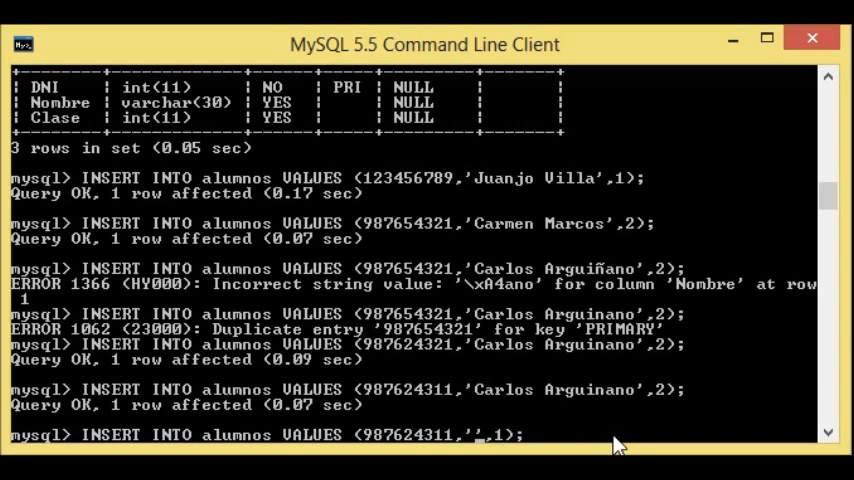 MySQL 5.5 Command Line Client
+---------+-------------+------+-----+---------+-------+
| DNI     | int(11)     | NO   | PRI | NULL    |       |
| Nombre  | varchar(30) | YES  |     | NULL    |       |
| Clase   | int(11)     | YES  |     | NULL    |       |
+---------+-------------+------+-----+---------+-------+
3 rows in set (0.05 sec)
mysql> INSERT INTO alumnos VALUES (123456789,'Juanjo Villa',1);
Query OK, 1 row affected (0.17 sec)
mysql> INSERT INTO alumnos VALUES (987654321,'Carmen Marcos',2);
Query OK, 1 row affected (0.07 sec)
mysql> INSERT INTO alumnos VALUES (987654321,'Carlos Arguiñano',2);
ERROR 1366 (HY000): Incorrect string value: '\xA4ano' for column 'Nombre' at row
1
mysql> INSERT INTO alumnos VALUES (987654321,'Carlos Arguinano',2);
ERROR 1062 (23000): Duplicate entry '987654321' for key 'PRIMARY'
mysql> INSERT INTO alumnos VALUES (987624321,'Carlos Arguinano',2);
Query OK, 1 row affected (0.09 sec)
mysql> INSERT INTO alumnos VALUES (987624311,'Carlos Arguinano',2);
Query OK, 1 row affected (0.07 sec)
mysql> INSERT INTO alumnos VALUES (987624311,'',1);